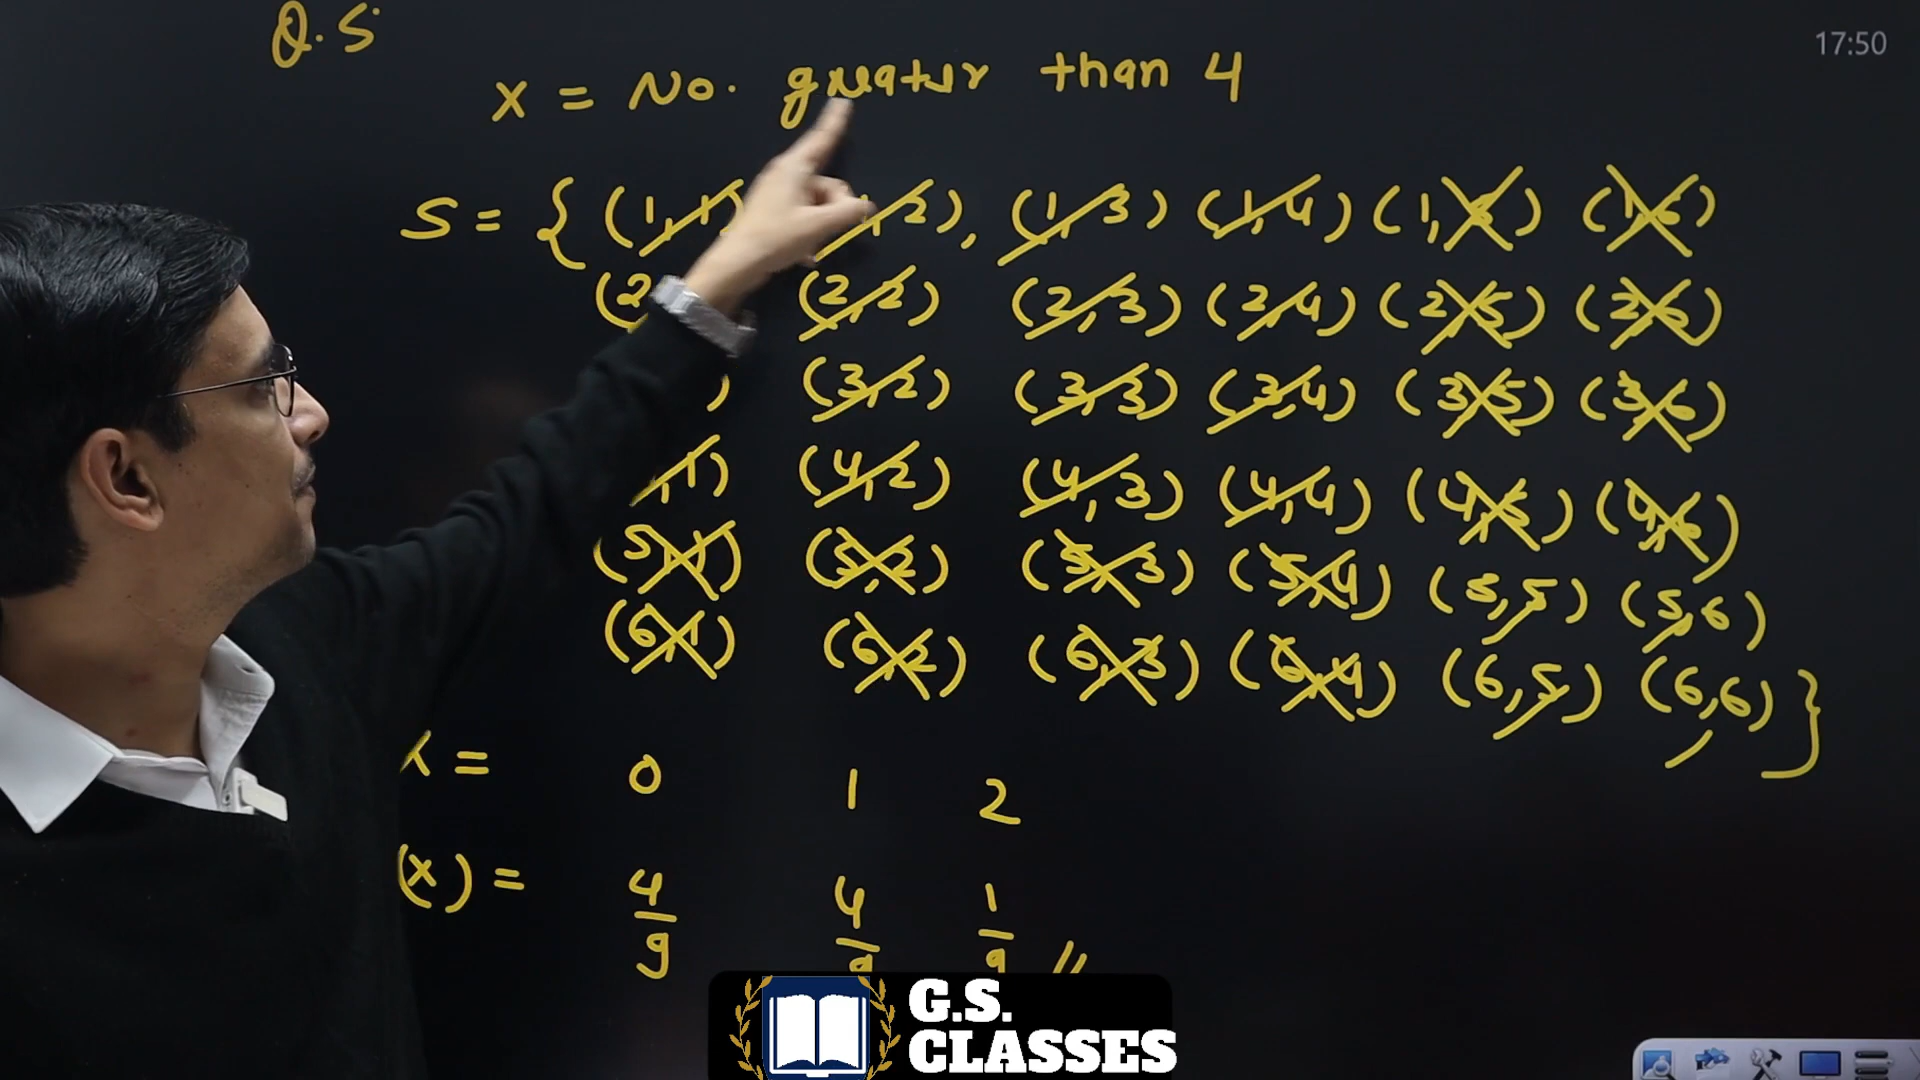 Q.5
17:50
x = No. greater than 4
S = { (1,1) ,2), (1,3) (1,4) (1,5) (1,6)
(2 (2,2) (2,3) (2,4) (2,5) (2,6)
) (3,2) (3,3) (3,4) (3,5) (3,6)
,1) (4,2) (4,3) (4,4) (4,5) (4,6)
(5,1) (5,2) (5,3) (5,4) (5,5) (5,6)
(6,1) (6,2) (6,3) (6,4) (6,5) (6,6) }
x = 0 1 2
(x) = 4/9 4/9 1/9 //
G.S.
CLASSES